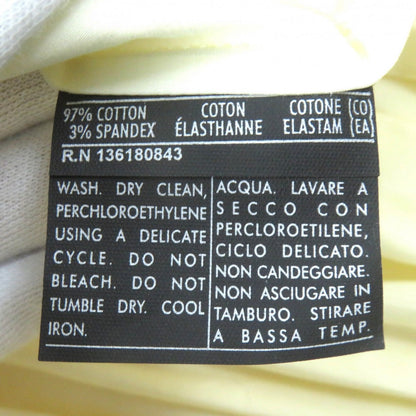 97% COTTON COTON COTONE (CO)
3% SPANDEX ÉLASTHANNE ELASTAM (EA)
R.N 136180843
WASH. DRY CLEAN,
PERCHLOROETHYLENE
USING A DELICATE
CYCLE. DO NOT
BLEACH. DO NOT
TUMBLE DRY. COOL
IRON.
ACQUA. LAVARE A
SECCO CON
PERCLOROETILENE,
CICLO DELICATO.
NON CANDEGGIARE.
NON ASCIUGARE IN
TAMBURO. STIRARE
A BASSA TEMP.